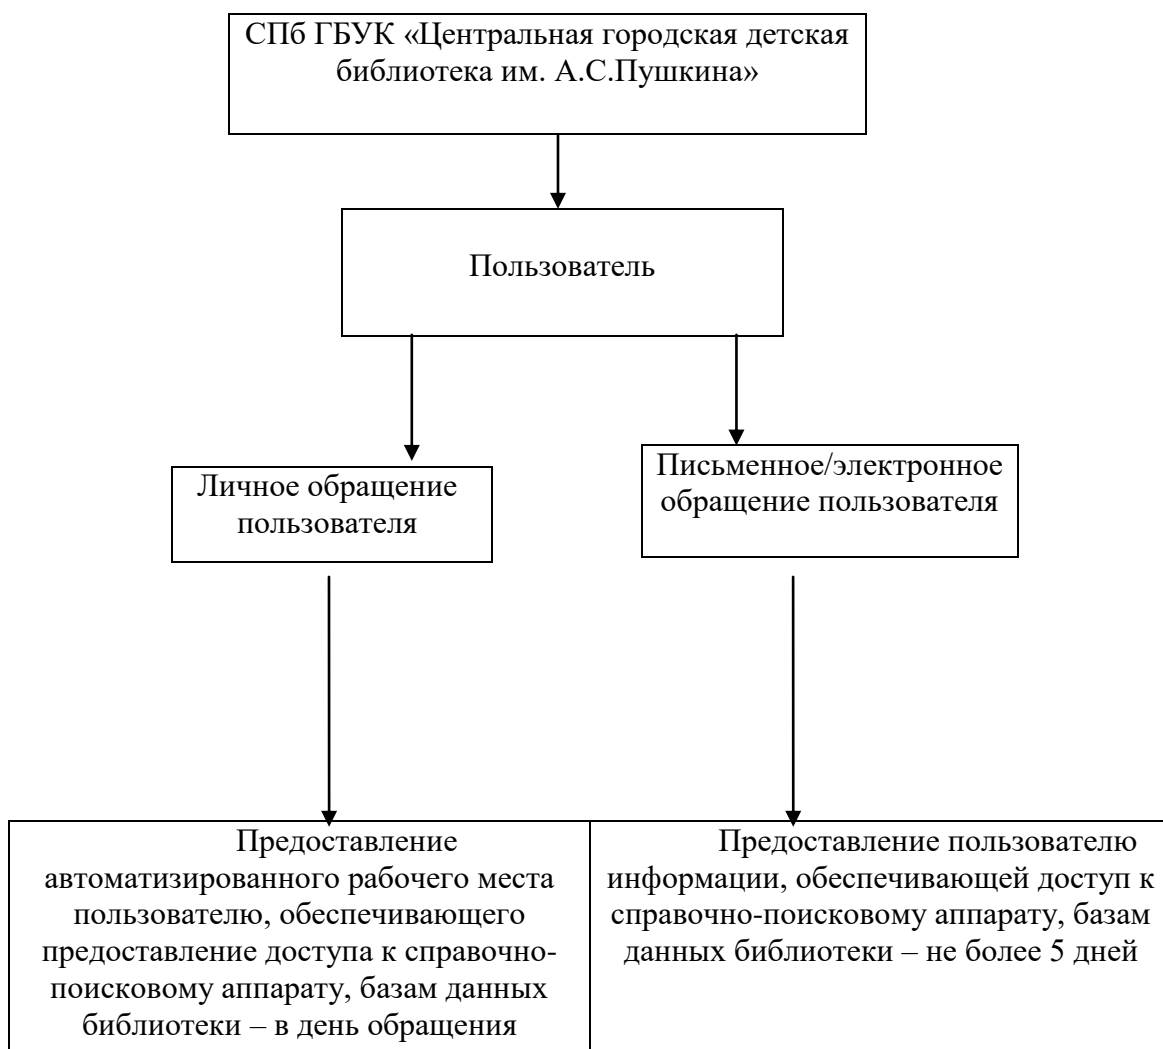 СПб ГБУК «Центральная городская детская
библиотека им. А.С.Пушкина»
Пользователь
Личное обращение
пользователя
Письменное/электронное
обращение пользователя
Предоставление
автоматизированного рабочего места
пользователю, обеспечивающего
предоставление доступа к справочно-
поисковому аппарату, базам данных
библиотеки – в день обращения
Предоставление пользователю
информации, обеспечивающей доступ к
справочно-поисковому аппарату, базам
данных библиотеки – не более 5 дней